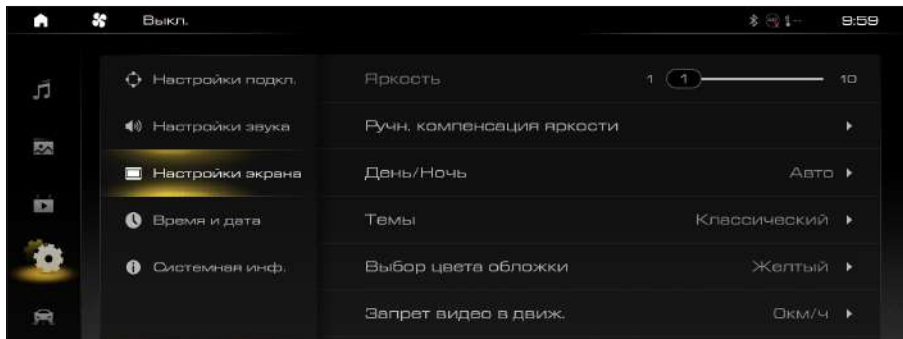 Выкл. 9:59
Настройки подкл.
Яркость 1 1 10
Настройки звука
Ручн. компенсация яркости
Настройки экрана
День/Ночь Авто
Время и дата
Темы Классический
Системная инф.
Выбор цвета обложки Желтый
Запрет видео в движ. 0км/ч